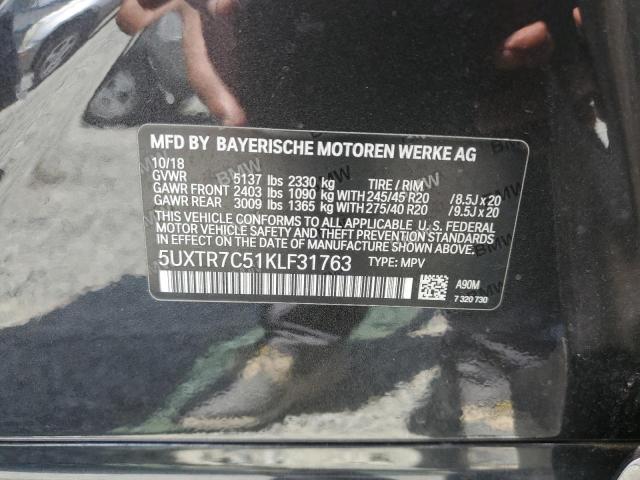 MFD BY BAYERISCHE MOTOREN WERKE AG
10/18
GVWR 5137 lbs 2330 kg TIRE / RIM
GAWR FRONT 2403 lbs 1090 kg WITH 245/45 R20 /8.5J x 20
GAWR REAR 3009 lbs 1365 kg WITH 275/40 R20 /9.5J x 20
THIS VEHICLE CONFORMS TO ALL APPLICABLE U. S. FEDERAL
MOTOR VEHICLE SAFETY AND THEFT PREVENTION STANDARDS IN
EFFECT ON THE DATE OF MANUFACTURE SHOWN ABOVE.
5UXTR7C51KLF31763 TYPE: MPV
A90M
7 320 730